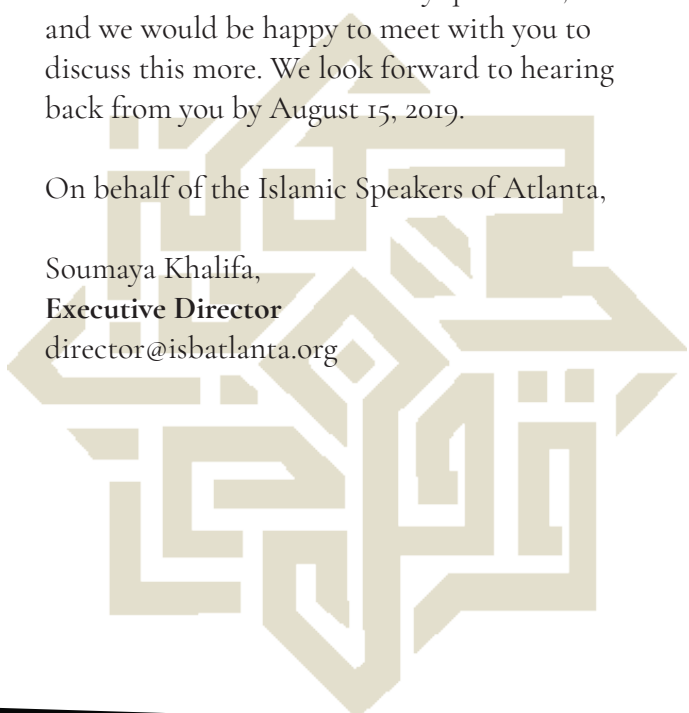 and we would be happy to meet with you to
discuss this more. We look forward to hearing
back from you by August 15, 2019.
On behalf of the Islamic Speakers of Atlanta,
Soumaya Khalifa,
Executive Director
director@isbatlanta.org